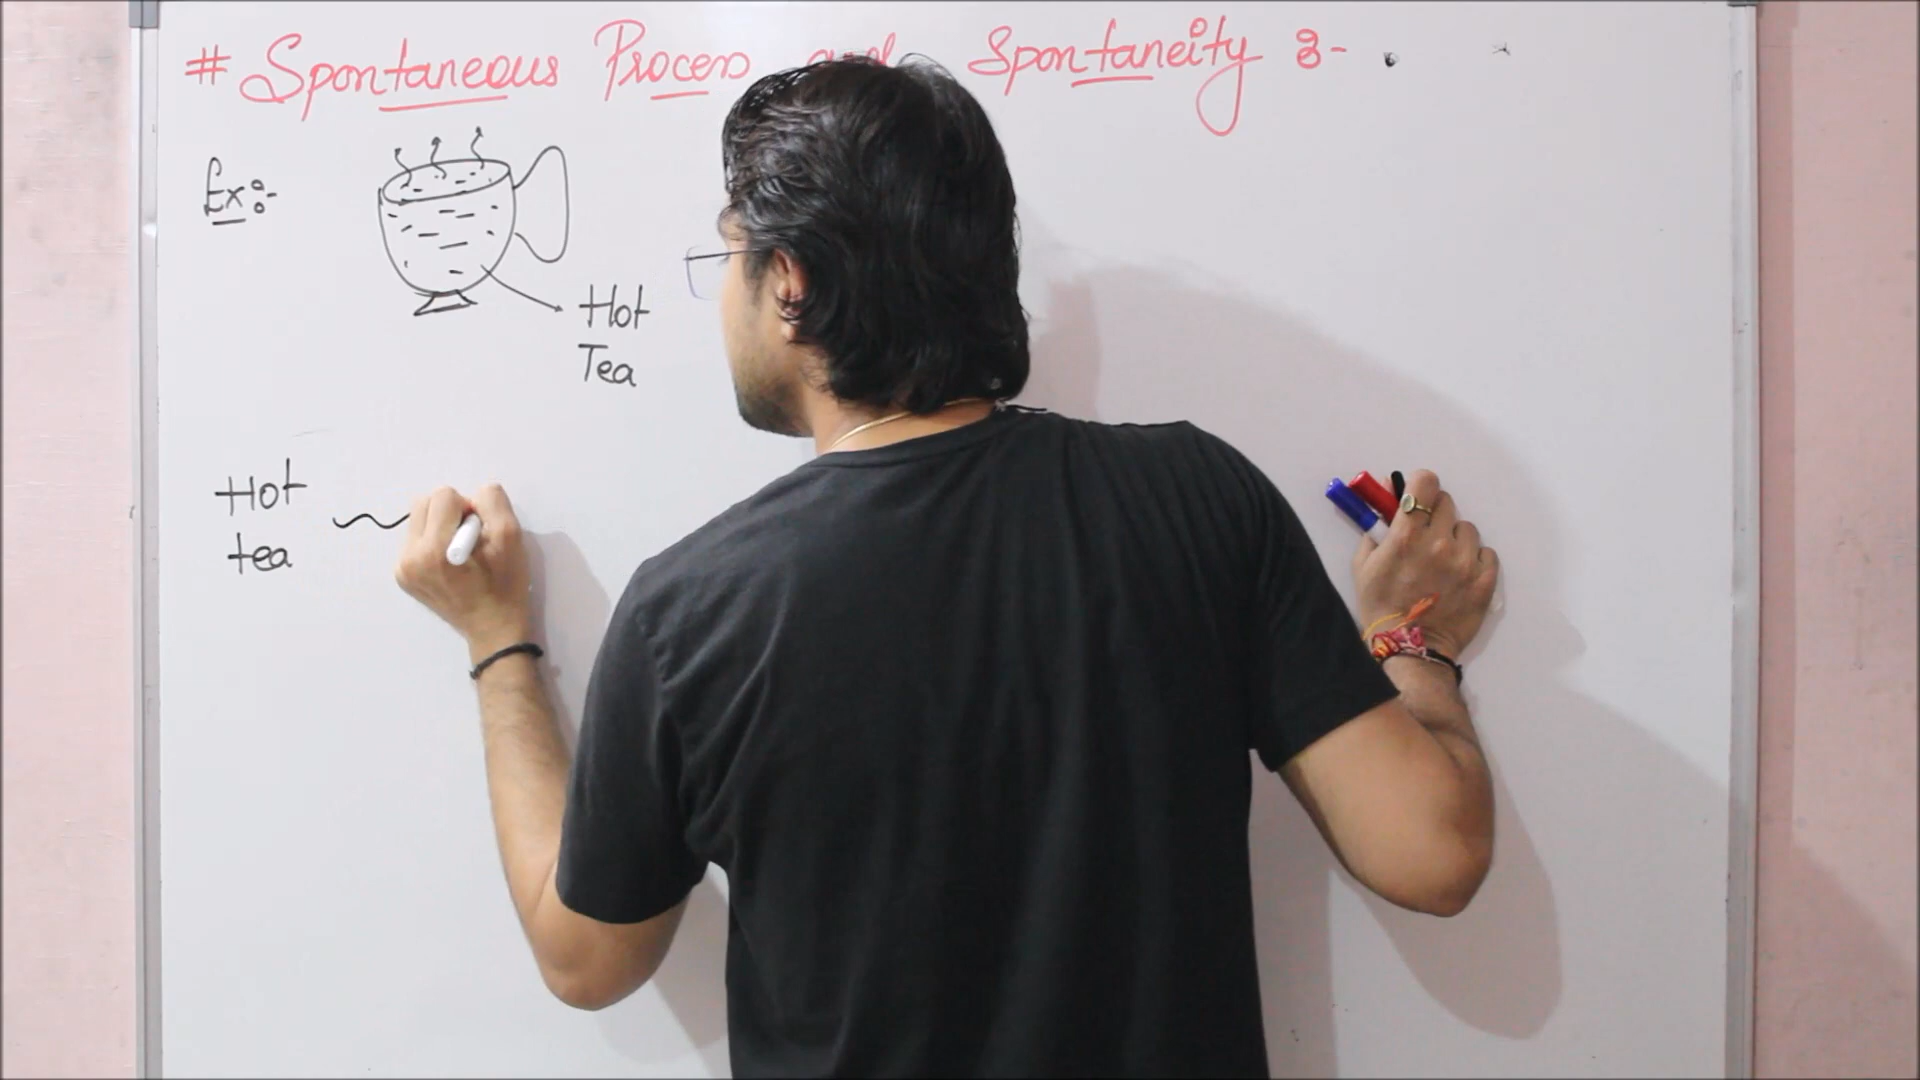 # Spontaneous Process and Spontaneity :-
Ex :-
Hot
Tea
Hot
tea